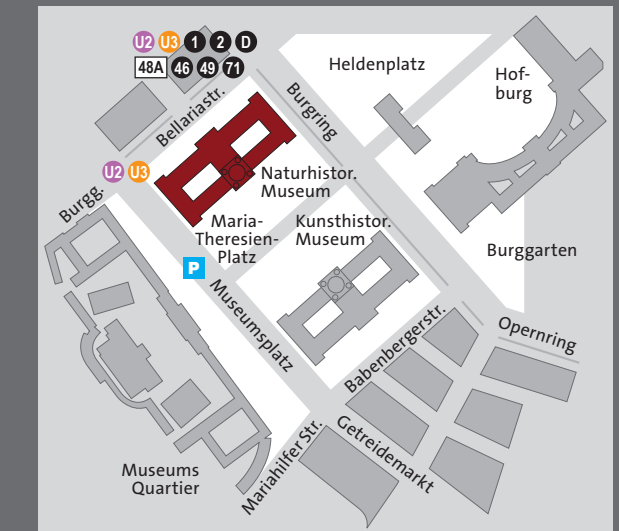 U2 U3 1 2 D
48A 46 49 71
Heldenplatz
Hof-
burg
Burgring
Bellariastr.
U2 U3
Burgg.
Naturhistor.
Museum
Maria-
Theresien-
Platz
Kunsthistor.
Museum
Burggarten
P
Museumsplatz
Babenbergerstr.
Opernring
Getreidemarkt
Mariahilfer Str.
Museums
Quartier